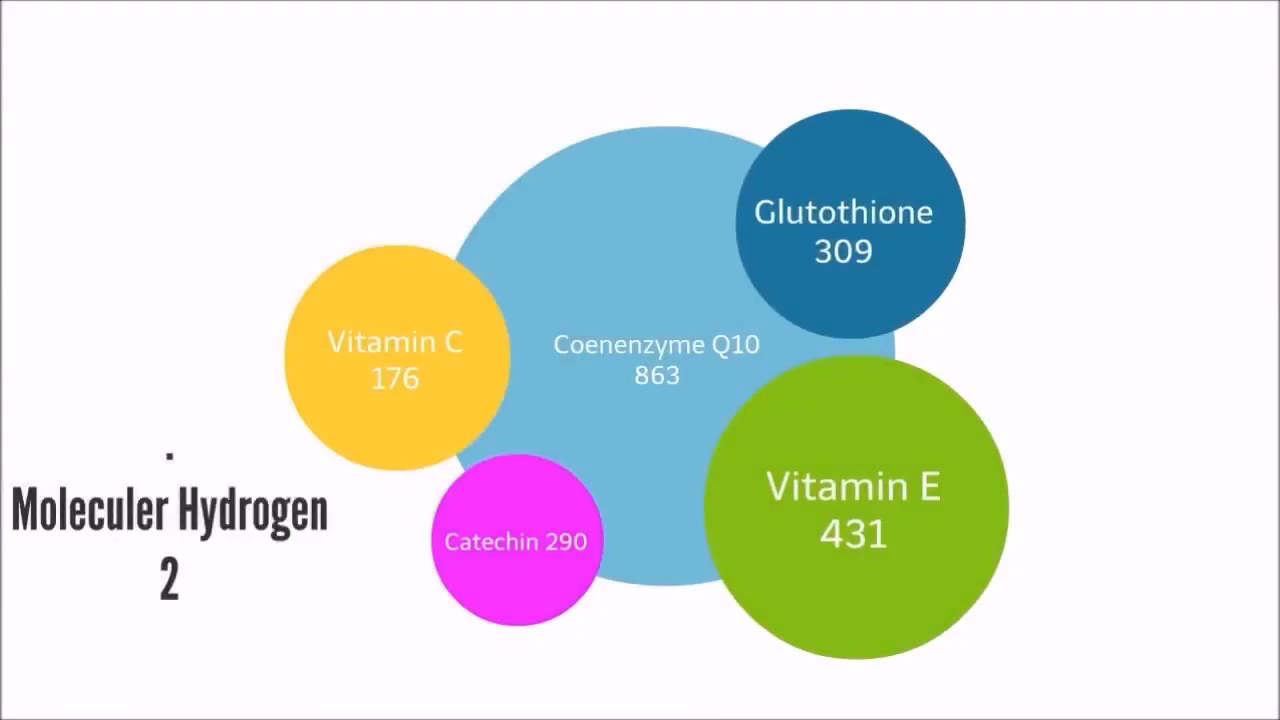 Glutothione
309
Vitamin C
176
Coenenzyme Q10
863
Vitamin E
431
Catechin 290
.
Moleculer Hydrogen
2